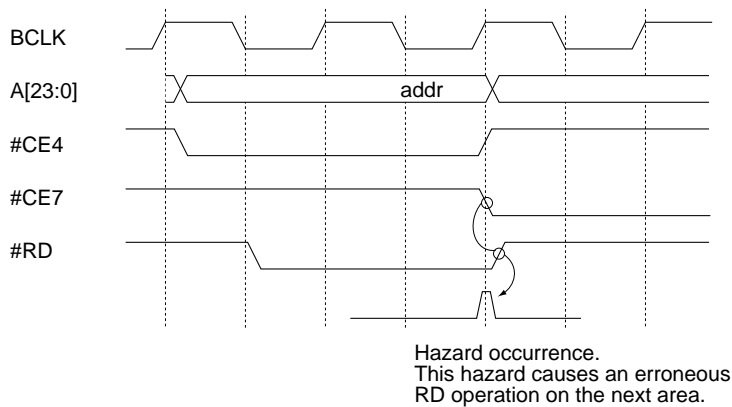 BCLK
A[23:0]
addr
#CE4
#CE7
#RD
Hazard occurrence.
This hazard causes an erroneous
RD operation on the next area.